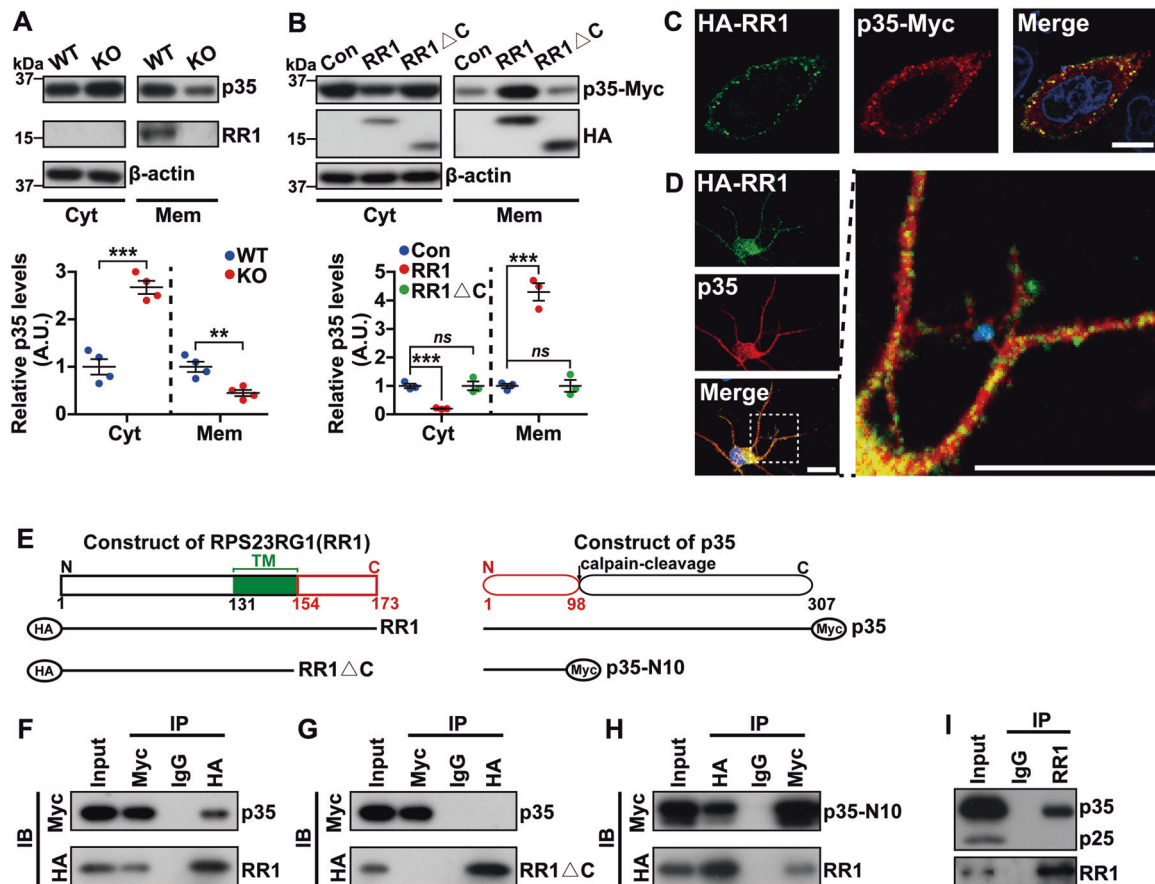 A
kDa WT KO WT KO
37 p35
15 RR1
37 β-actin
Cyt Mem
Relative p35 levels (A.U.)
3
2
1
0
*** **
WT
KO
Cyt Mem
B
kDa Con RR1 RR1△C Con RR1 RR1△C
37 p35-Myc
15 HA
37 β-actin
Cyt Mem
Relative p35 levels (A.U.)
5
4
3
2
1
0
Con
RR1
RR1△C
ns *** *** ns
Cyt Mem
C
HA-RR1 p35-Myc Merge
D
HA-RR1
p35
Merge
E
Construct of RPS23RG1(RR1)
TM
N C
1 131 154 173
HA RR1
HA RR1△C
Construct of p35
calpain-cleavage
N C
1 98 307
Myc p35
Myc p35-N10
F
IP
Input Myc IgG HA
IB
Myc p35
HA RR1
G
IP
Input Myc IgG HA
IB
Myc p35
HA RR1△C
H
IP
Input HA IgG Myc
IB
Myc p35-N10
HA RR1
I
IP
Input IgG RR1
p35
p25
RR1